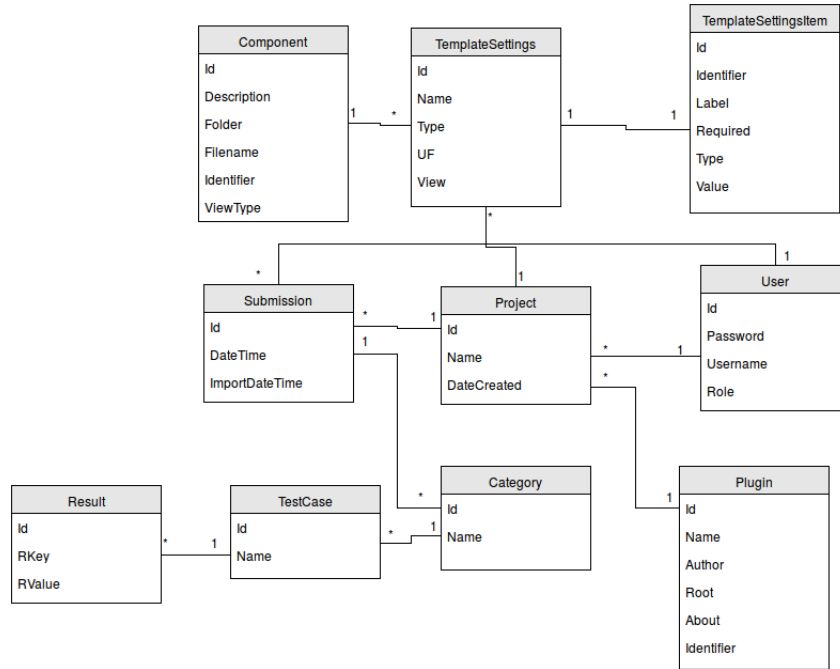 Component
Id
Description
Folder
Filename
Identifier
ViewType
1
*
TemplateSettings
Id
Name
Type
UF
View
1
1
TemplateSettingsItem
Id
Identifier
Label
Required
Type
Value
*
*
1
1
Submission
Id
DateTime
ImportDateTime
*
1
1
Project
Id
Name
DateCreated
*
1
*
User
Id
Password
Username
Role
Result
Id
RKey
RValue
*
1
TestCase
Id
Name
*
1
*
Category
Id
Name
1
Plugin
Id
Name
Author
Root
About
Identifier